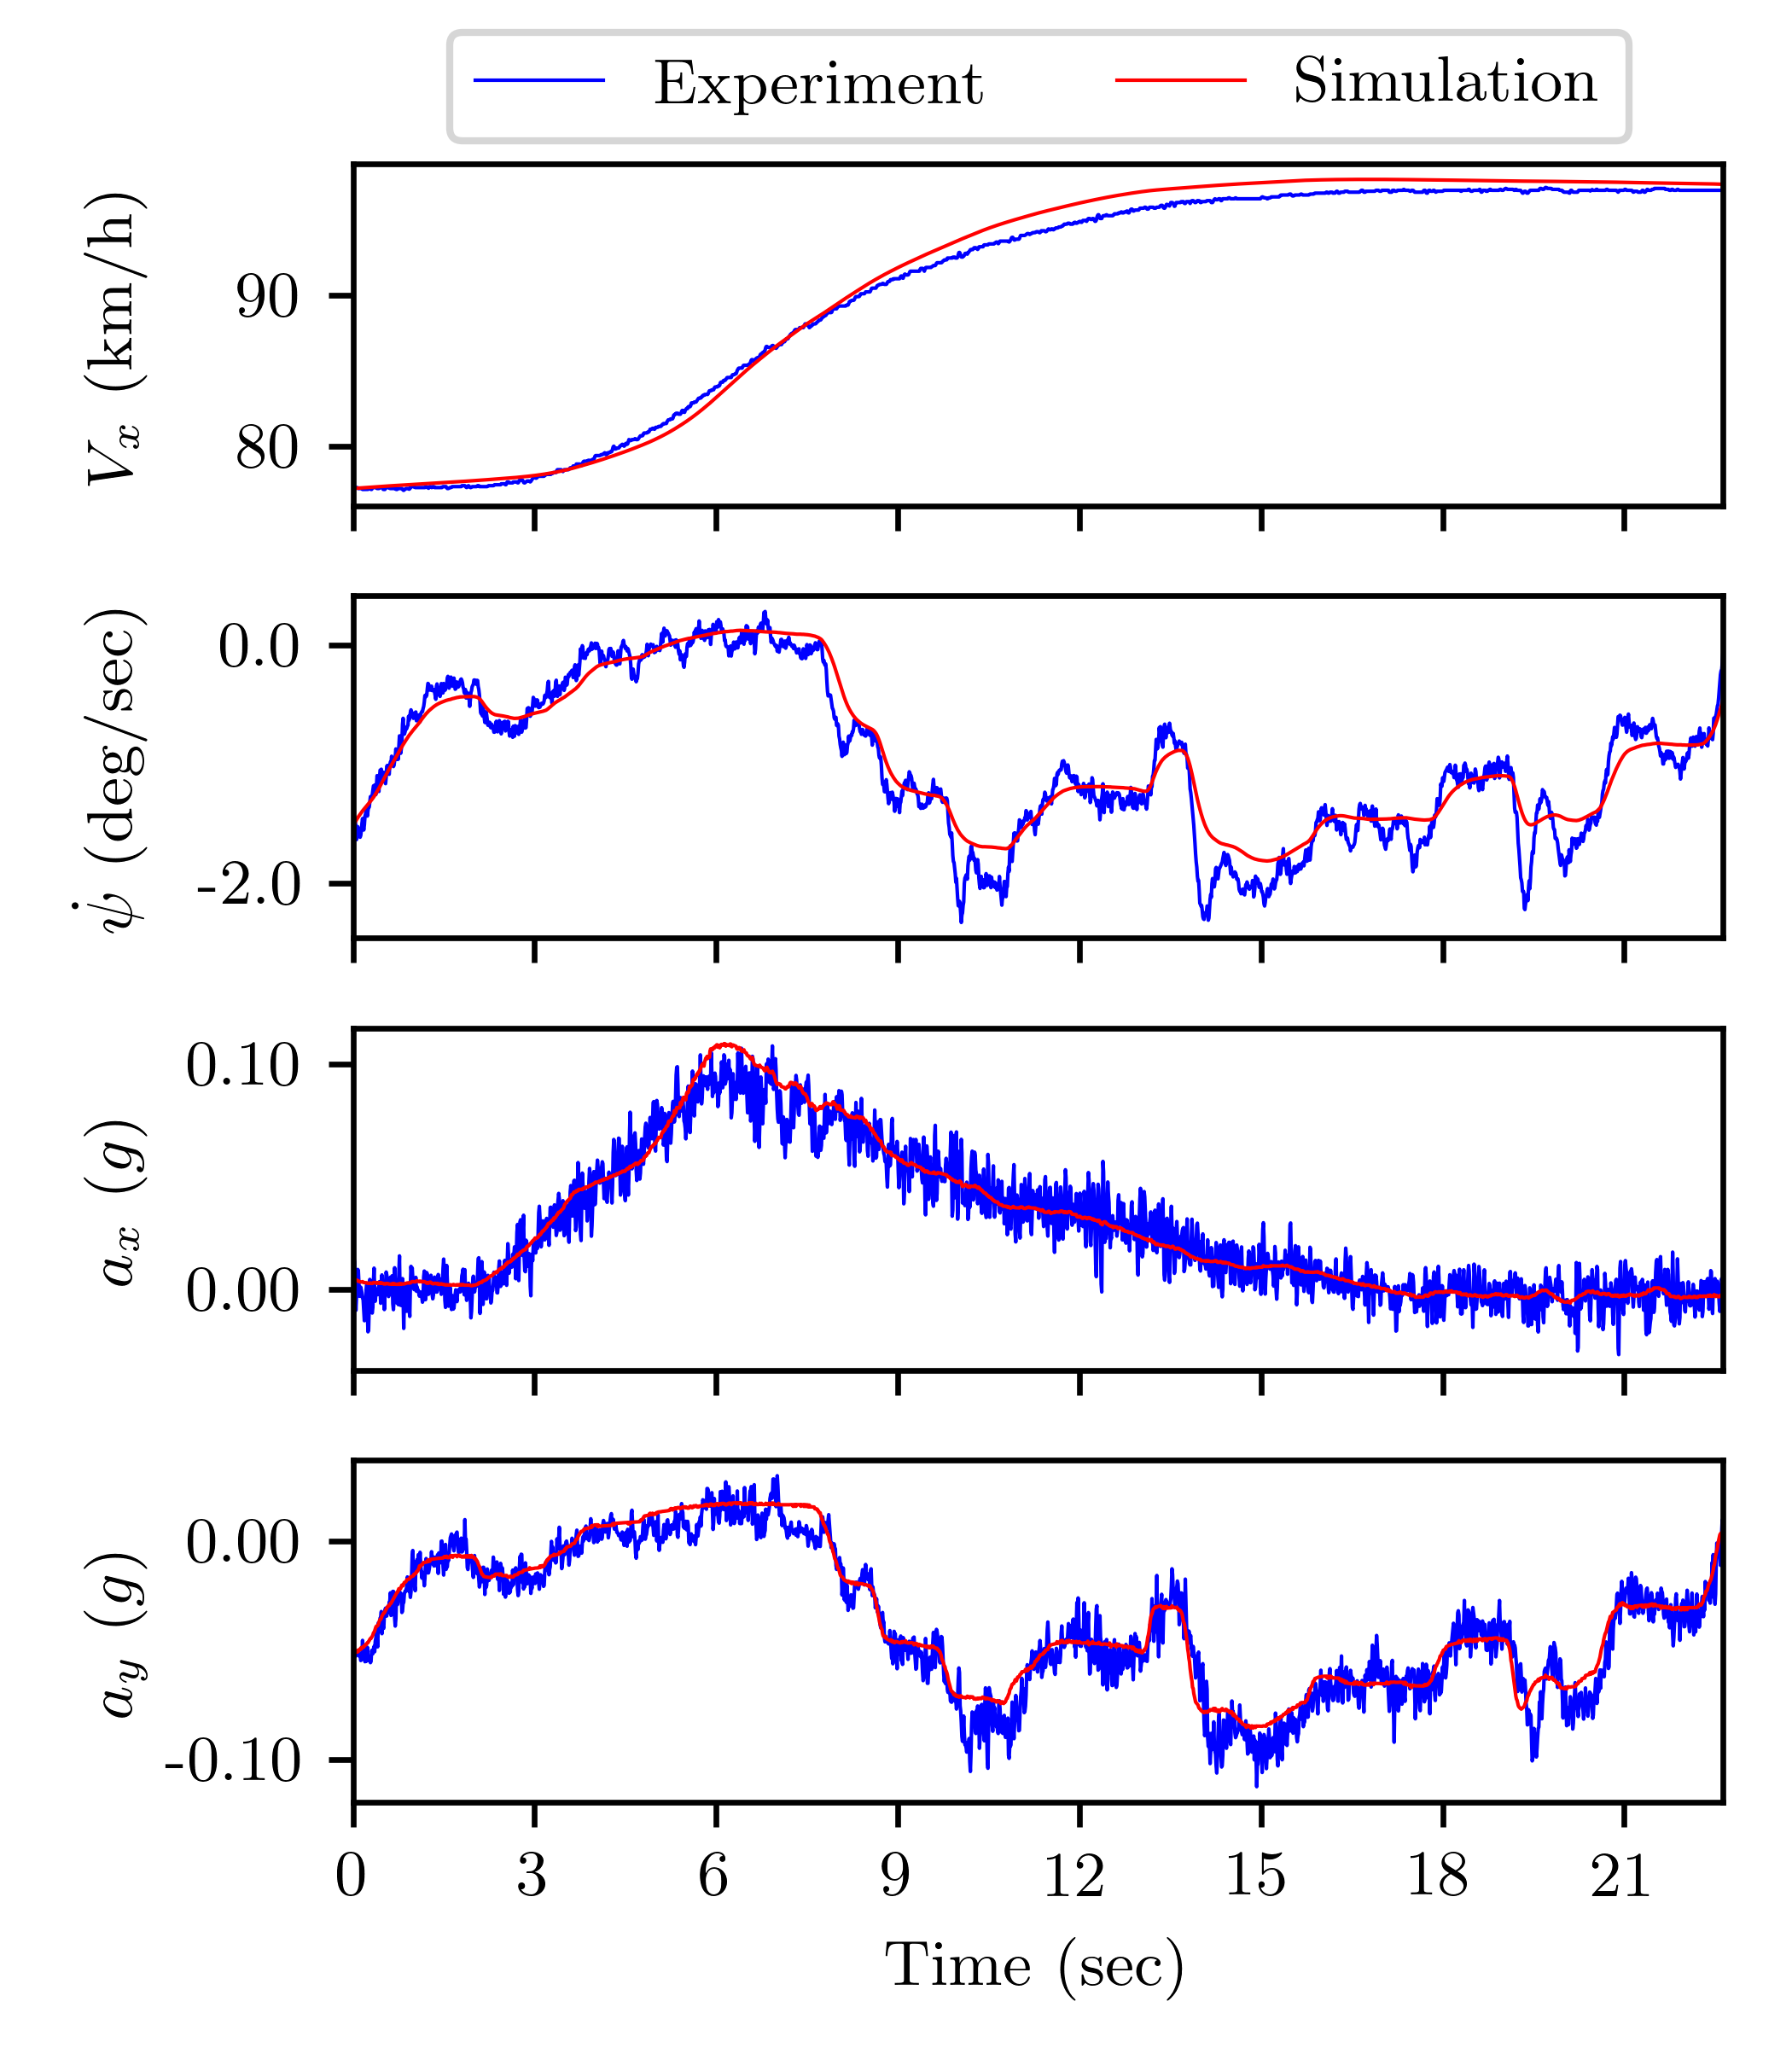 Experiment Simulation
V_x (km/h)
90
80
ψ̇ (deg/sec)
0.0
-2.0
a_x (g)
0.10
0.00
a_y (g)
0.00
-0.10
0 3 6 9 12 15 18 21
Time (sec)